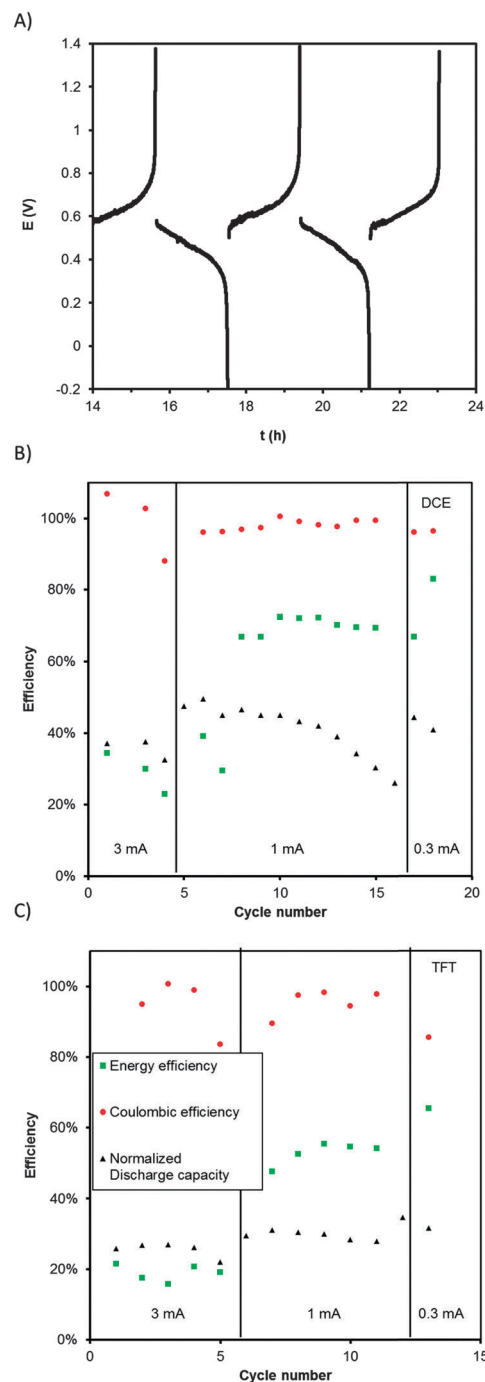 A)
1.4
1.2
1
0.8
0.6
0.4
0.2
0
-0.2
E (V)
14 16 18 20 22 24
t (h)
B)
DCE
100%
80%
60%
40%
20%
0%
Efficiency
3 mA 1 mA 0.3 mA
0 5 10 15 20
Cycle number
C)
TFT
100%
80%
60%
40%
20%
0%
Efficiency
Energy efficiency
Coulombic efficiency
Normalized
Discharge capacity
3 mA 1 mA 0.3 mA
0 5 10 15
Cycle number